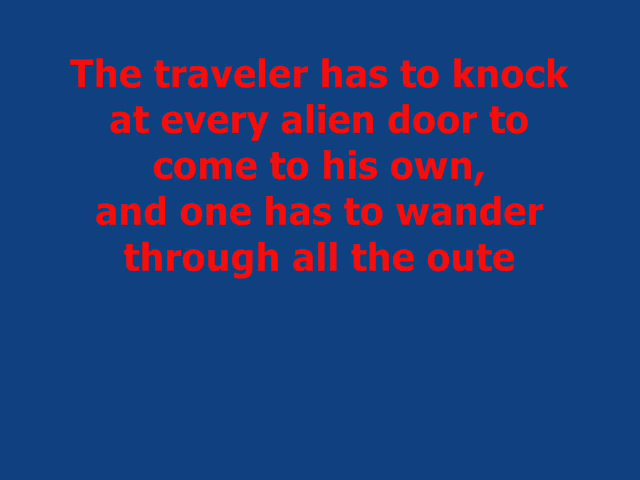 The traveler has to knock
at every alien door to
come to his own,
and one has to wander
through all the oute